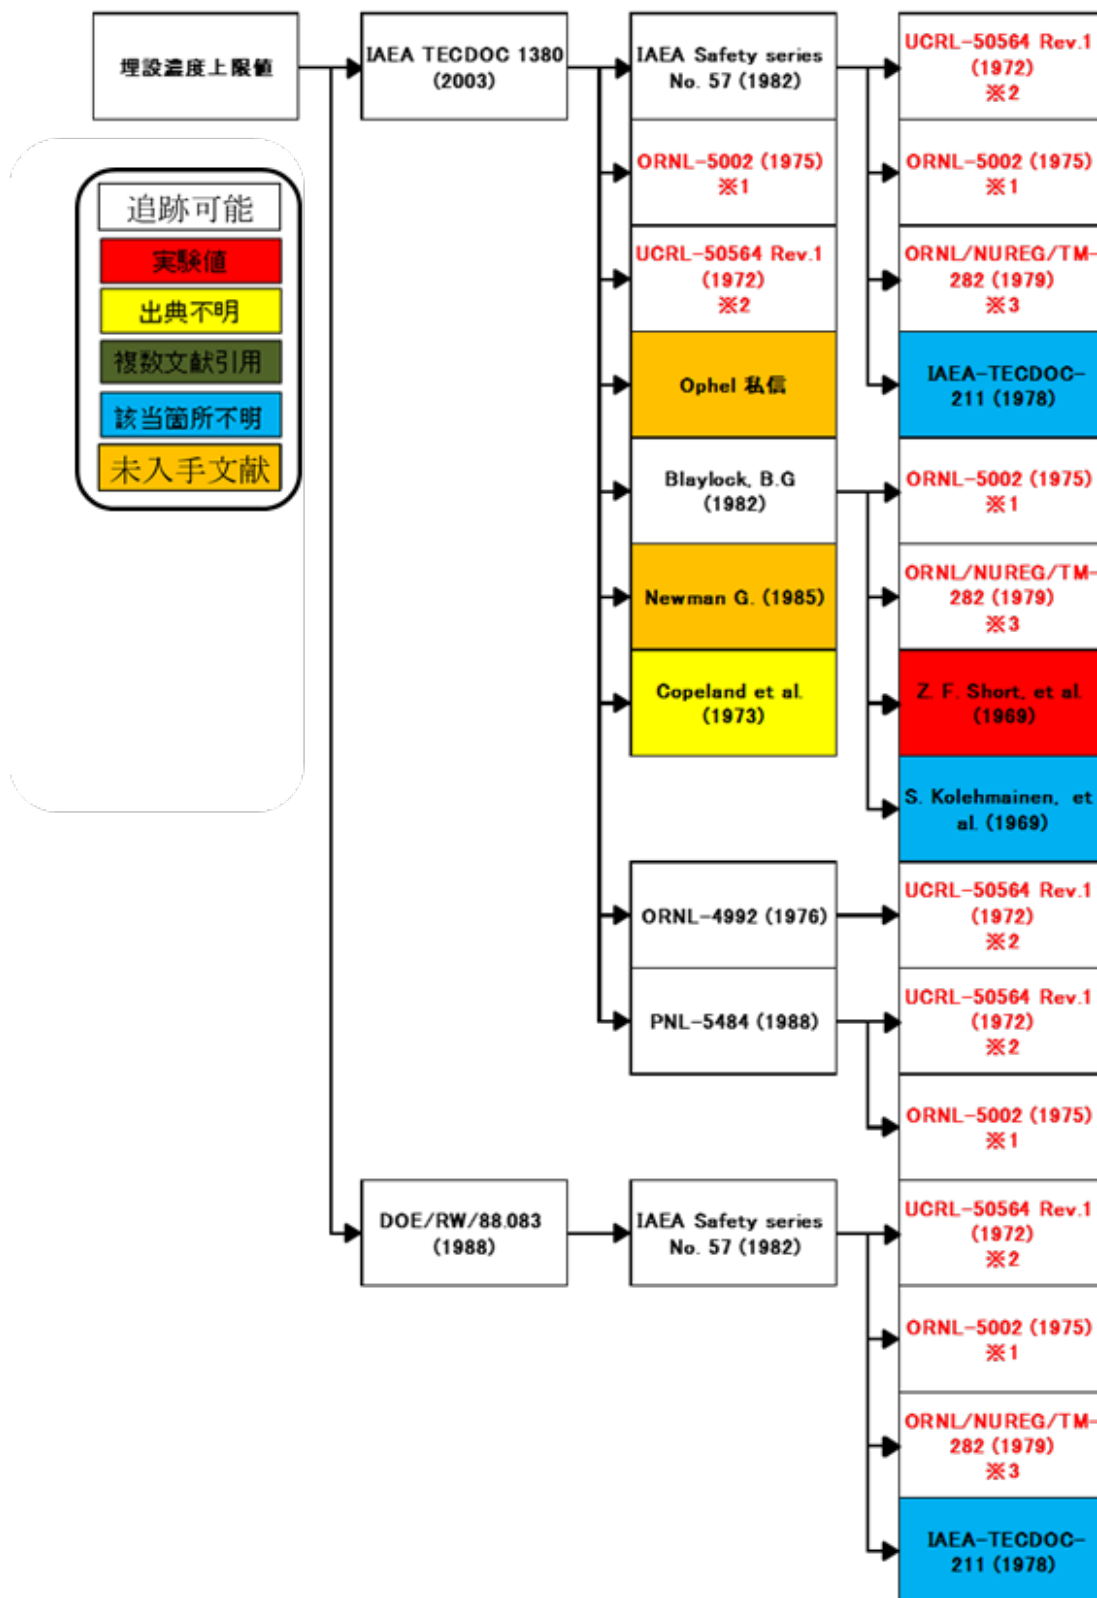 埋設濃度上限値
IAEA TECDOC 1380
(2003)
IAEA Safety series
No. 57 (1982)
UCRL-50564 Rev.1
(1972)
※2
ORNL-5002 (1975)
※1
ORNL-5002 (1975)
※1
UCRL-50564 Rev.1
(1972)
※2
ORNL/NUREG/TM-
282 (1979)
※3
Ophel 私信
IAEA-TECDOC-
211 (1978)
Blaylock, B.G
(1982)
ORNL-5002 (1975)
※1
Newman G. (1985)
ORNL/NUREG/TM-
282 (1979)
※3
Copeland et al.
(1973)
Z. F. Short, et al.
(1969)
S. Kolehmainen, et
al. (1969)
ORNL-4992 (1976)
UCRL-50564 Rev.1
(1972)
※2
PNL-5484 (1988)
UCRL-50564 Rev.1
(1972)
※2
ORNL-5002 (1975)
※1
DOE/RW/88.083
(1988)
IAEA Safety series
No. 57 (1982)
UCRL-50564 Rev.1
(1972)
※2
ORNL-5002 (1975)
※1
ORNL/NUREG/TM-
282 (1979)
※3
IAEA-TECDOC-
211 (1978)
追跡可能
実験値
出典不明
複数文献引用
該当箇所不明
未入手文献